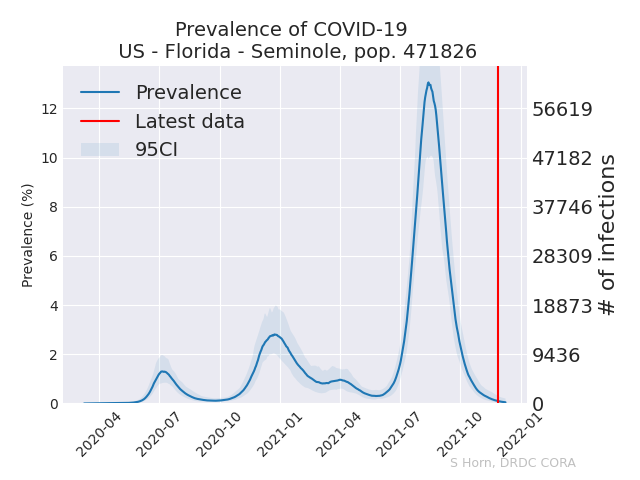 Prevalence of COVID-19
US - Florida - Seminole, pop. 471826
Prevalence
Latest data
95CI
Prevalence (%)
12
10
8
6
4
2
0
56619
47182
37746
28309
18873
9436
0
# of infections
2020-04
2020-07
2020-10
2021-01
2021-04
2021-07
2021-10
2022-01
S Horn, DRDC CORA